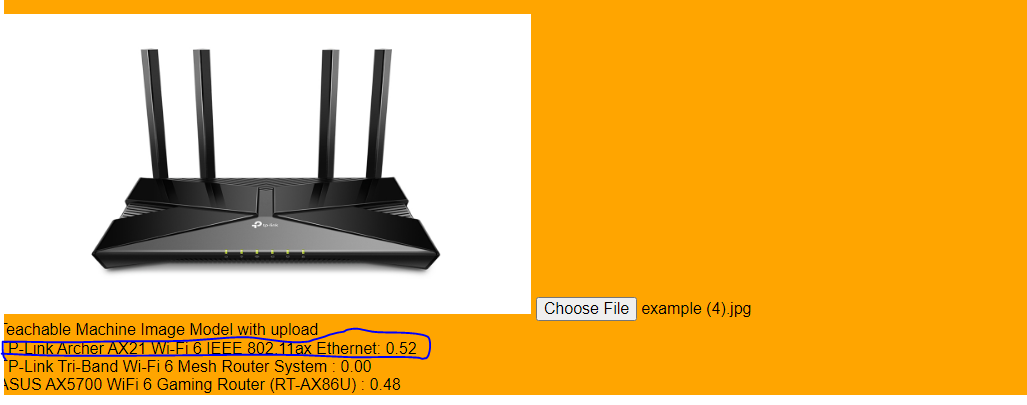 tp-link
Choose File example (4).jpg
Teachable Machine Image Model with upload
TP-Link Archer AX21 Wi-Fi 6 IEEE 802.11ax Ethernet: 0.52
TP-Link Tri-Band Wi-Fi 6 Mesh Router System : 0.00
ASUS AX5700 WiFi 6 Gaming Router (RT-AX86U) : 0.48